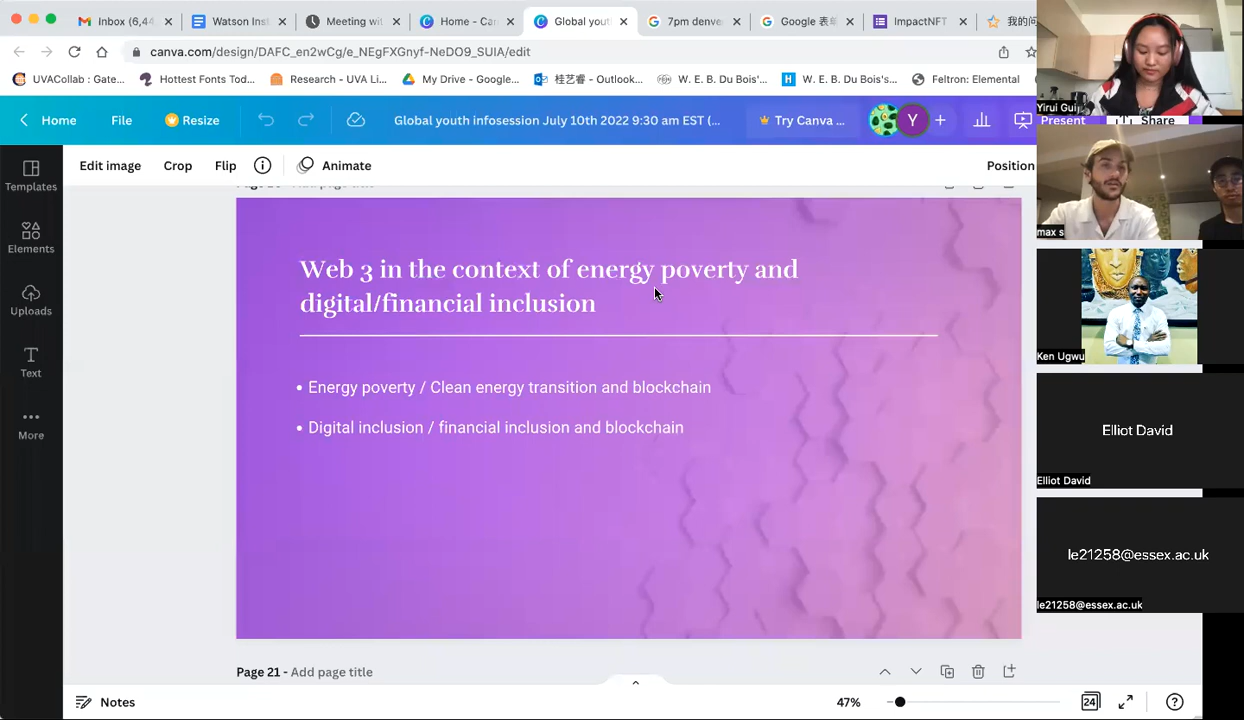 Inbox (6,44
Watson Inst
Meeting wit
Home - Can
Global yout
7pm denve
Google 表单
ImpactNFT
我的问
canva.com/design/DAFC_en2wCg/e_NEgFXGnyf-NeDO9_SUIA/edit
UVACollab : Gate...
Hottest Fonts Tod...
Research - UVA Li...
My Drive - Google...
桂艺睿 - Outlook...
W. E. B. Du Bois'...
W. E. B. Du Bois's...
Feltron: Elemental
Home
File
Resize
Global youth infosession July 10th 2022 9:30 am EST (...
Try Canva ...
Y
Present
Share
Edit image
Crop
Flip
Animate
Position
Templates
Elements
Uploads
Text
More
Web 3 in the context of energy poverty and
digital/financial inclusion
• Energy poverty / Clean energy transition and blockchain
• Digital inclusion / financial inclusion and blockchain
Page 21 - Add page title
Notes
47%
24
Yirui Gui
max s
Ken Ugwu
Elliot David
Elliot David
le21258@essex.ac.uk
le21258@essex.ac.uk